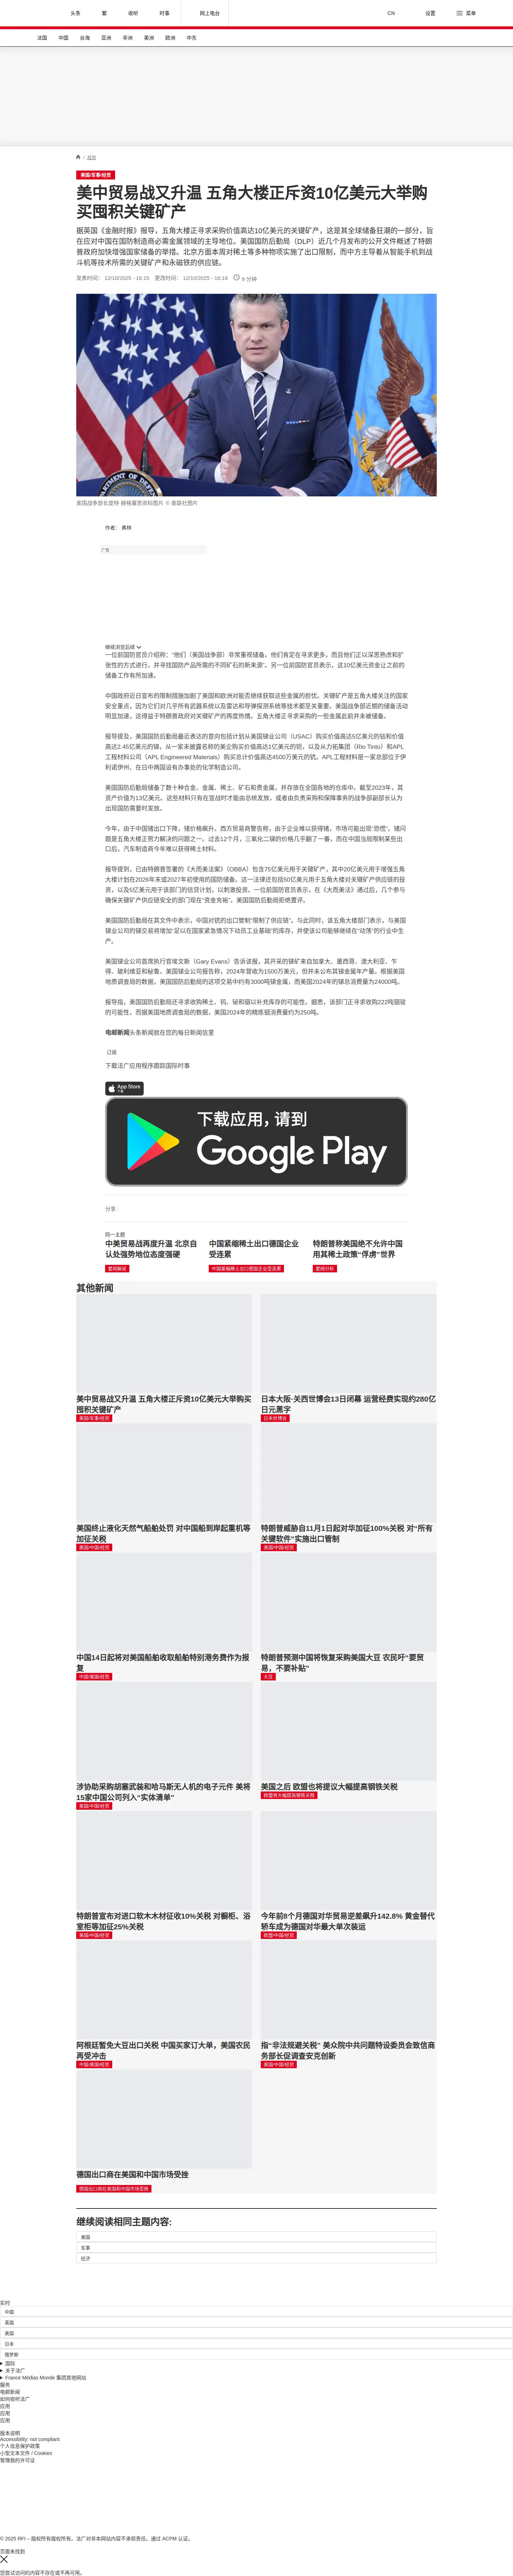 头条
繁
收听
时事
网上电台
CN
设置
菜单
法国
中国
台海
亚洲
非洲
美洲
欧洲
中东
/ 经贸
美国/军事/经贸
美中贸易战又升温 五角大楼正斥资10亿美元大举购
买囤积关键矿产
据英国《金融时报》报导，五角大楼正寻求采购价值高达10亿美元的关键矿产，这是其全球储备狂潮的一部分，旨
在应对中国在国防制造商必需金属领域的主导地位。美国国防后勤局（DLP）近几个月发布的公开文件概述了特朗
普政府加快增强国家储备的举措。北京方面本周对稀土等多种物项实施了出口限制，而中方主导着从智能手机到战
斗机等技术所需的关键矿产和永磁铁的供应链。
发表时间： 12/10/2025 - 16:15 更改时间： 12/10/2025 - 16:16 9 分钟
DEPARTMENT OF DEFENSE
美国战争部长皮特·赫格塞思资料图片 © 美联社图片
作者： 弗林
广告
继续浏览后续
一位前国防官员介绍称：“他们（美国战争部）非常重视储备。他们肯定在寻求更多，而且他们正以深思熟虑和扩
张性的方式进行，并寻找国防产品所需的不同矿石的新来源”。另一位前国防官员表示，这10亿美元资金让之前的
储备工作有所加速。
中国政府近日宣布的限制措施加剧了美国和欧洲对能否继续获取这些金属的担忧。关键矿产是五角大楼关注的国家
安全重点，因为它们对几乎所有武器系统以及雷达和导弹探测系统等技术都至关重要。美国战争部近期的储备活动
明显加速，这得益于特朗普政府对关键矿产的再度热情。五角大楼正寻求采购的一些金属此前并未被储备。
报导提及，美国国防后勤局最近表达的意向包括计划从美国锑业公司（USAC）购买价值高达5亿美元的钴和价值
高达2.45亿美元的锑，从一家未披露名称的美企购买价值高达1亿美元的钽，以及从力拓集团（Rio Tinto）和APL
工程材料公司（APL Engineered Materials）购买总计价值高达4500万美元的钪。APL工程材料是一家总部位于伊
利诺伊州、在日中两国设有办事处的化学制造公司。
美国国防后勤局储备了数十种合金、金属、稀土、矿石和贵金属，并存放在全国各地的仓库中。截至2023年，其
资产价值为13亿美元。这些材料只有在宣战时才能由总统发放，或者由负责采购和保障事务的战争部副部长认为
出现国防需要时发放。
今年，由于中国储出口下降，锗价格飙升。西方贸易商警告称，由于企业难以获得锗，市场可能出现“恐慌”。锗问
题是五角大楼正努力解决的问题之一。过去12个月，三氧化二锑的价格几乎翻了一番，而在中国当局限制某些出
口后，汽车制造商今年难以获得稀土材料。
报导提到，已由特朗普签署的《大而美法案》（OBBA）包含75亿美元用于关键矿产，其中20亿美元用于增强五角
大楼计划在2026年末或2027年初使用的国防储备。这一法律还包括50亿美元用于五角大楼对关键矿产供应链的投
资，以及5亿美元用于该部门的信贷计划，以刺激投资。一位前国防部官员表示，在《大而美法》通过后，几个参与
确保关键矿产供应链安全的部门现在“资金充裕”。美国国防后勤局拒绝置评。
美国国防后勤局在其文件中表示，中国对钪的出口管制“限制了供应链”。与此同时，该五角大楼部门表示，与美国
锑业公司的锑交易将增加“足以在国家紧急情况下动员工业基础”的库存，并使该公司能够继续在“动荡”的行业中生
产。
美国锑业公司首席执行官埃文斯（Gary Evans）告诉该报，其开采的锑矿来自加拿大、墨西哥、澳大利亚、乍
得、玻利维亚和秘鲁。美国锑业公司报告称，2024年营收为1500万美元，但并未公布其锑金属年产量。根据美国
地质调查局的数据，美国国防后勤局的这项交易中约有3000吨锑金属，而美国2024年的锑总消费量为24000吨。
报导指，美国国防后勤局还寻求收购稀土、钨、铋和铟以补充库存的可能性。据悉，该部门正寻求收购222吨铟锭
的可能性，而据美国地质调查局的数据，美国2024年的精炼铟消费量约为250吨。
电邮新闻头条新闻就在您的每日新闻信里
订阅
下载法广应用程序跟踪国际时事
App Store
下载
下载应用，请到
Google Play
分享 :
同一主题
中美贸易战再度升温 北京自
认处强势地位态度强硬
要闻解说
中国紧缩稀土出口德国企业
受连累
中国紧缩稀土出口德国企业受连累
特朗普称美国绝不允许中国
用其稀土政策“俘虏”世界
要闻分析
其他新闻
美中贸易战又升温 五角大楼正斥资10亿美元大举购买
囤积关键矿产
美国/军事/经贸
日本大阪·关西世博会13日闭幕 运营经费实现约280亿
日元黑字
日本世博会
美国终止液化天然气船舶处罚 对中国船到岸起重机等
加征关税
美国/中国/经贸
特朗普威胁自11月1日起对华加征100%关税 对“所有
关键软件”实施出口管制
美国/中国/经贸
中国14日起将对美国船舶收取船舶特别港务费作为报
复
中国/美国/经贸
特朗普预测中国将恢复采购美国大豆 农民吁“要贸
易，不要补贴”
大豆
涉协助采购胡塞武装和哈马斯无人机的电子元件 美将
15家中国公司列入“实体清单”
美国/中国/经贸
美国之后 欧盟也将提议大幅提高钢铁关税
欧盟将大幅提高钢铁关税
特朗普宣布对进口软木木材征收10%关税 对橱柜、浴
室柜等加征25%关税
美国/中国/经贸
今年前8个月德国对华贸易逆差飙升142.8% 黄金替代
轿车成为德国对华最大单次装运
欧盟/中国/经贸
阿根廷暂免大豆出口关税 中国买家订大单，美国农民
再受冲击
中国/美国/经贸
指“非法规避关税” 美众院中共问题特设委员会致信商
务部长促调查安克创新
美国/中国/经贸
德国出口商在美国和中国市场受挫
德国出口商在美国和中国市场受挫
继续阅读相同主题内容:
美国
军事
经济
实时
中国
英国
美国
日本
俄罗斯
国际
关于法广
France Médias Monde 集团其他网站
服务
电邮新闻
如何收听法广
应用
应用
应用
版本说明
Accessibility: not compliant
个人信息保护政策
小型文本文件 / Cookies
管理我的许可证
© 2025 RFI – 版权所有版权所有。法广对非本网站内容不承担责任。通过 ACPM 认证。
页面未找到
您尝试访问的内容不存在或不再可用。